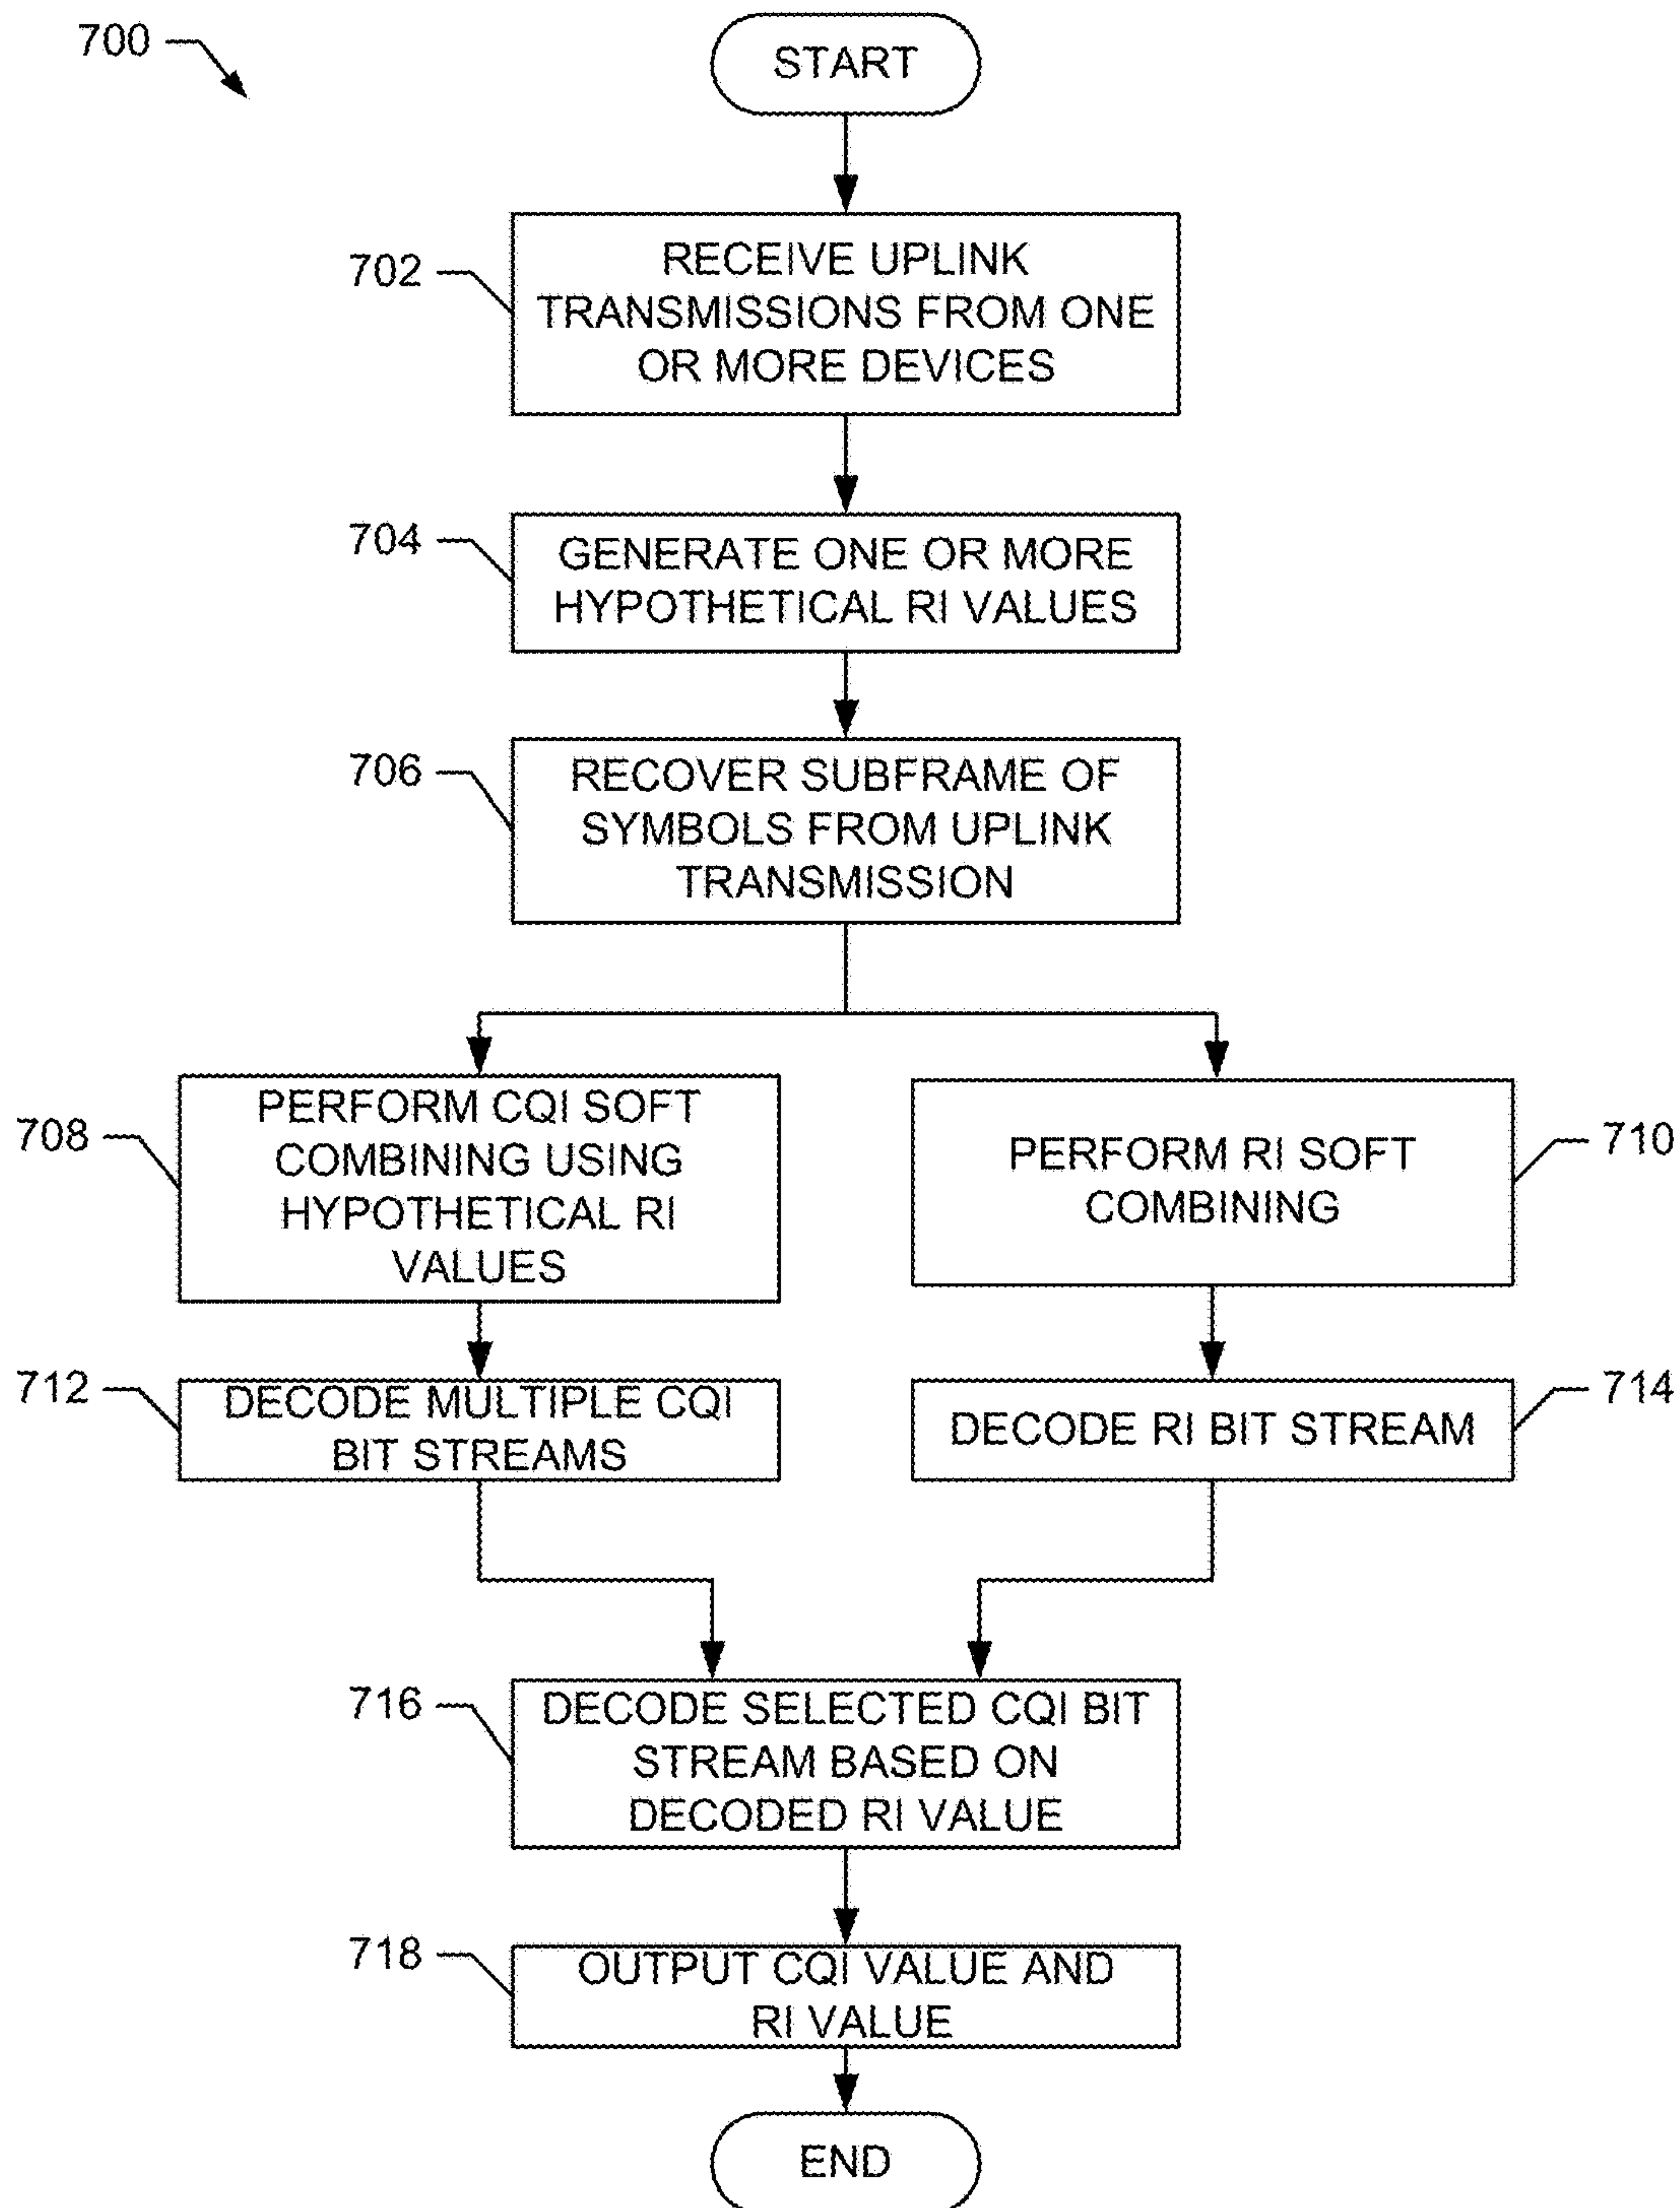 700
START
702
RECEIVE UPLINK
TRANSMISSIONS FROM ONE
OR MORE DEVICES
704
GENERATE ONE OR MORE
HYPOTHETICAL RI VALUES
706
RECOVER SUBFRAME OF
SYMBOLS FROM UPLINK
TRANSMISSION
708
PERFORM CQI SOFT
COMBINING USING
HYPOTHETICAL RI
VALUES
PERFORM RI SOFT
COMBINING
710
712
DECODE MULTIPLE CQI
BIT STREAMS
DECODE RI BIT STREAM
714
716
DECODE SELECTED CQI BIT
STREAM BASED ON
DECODED RI VALUE
718
OUTPUT CQI VALUE AND
RI VALUE
END